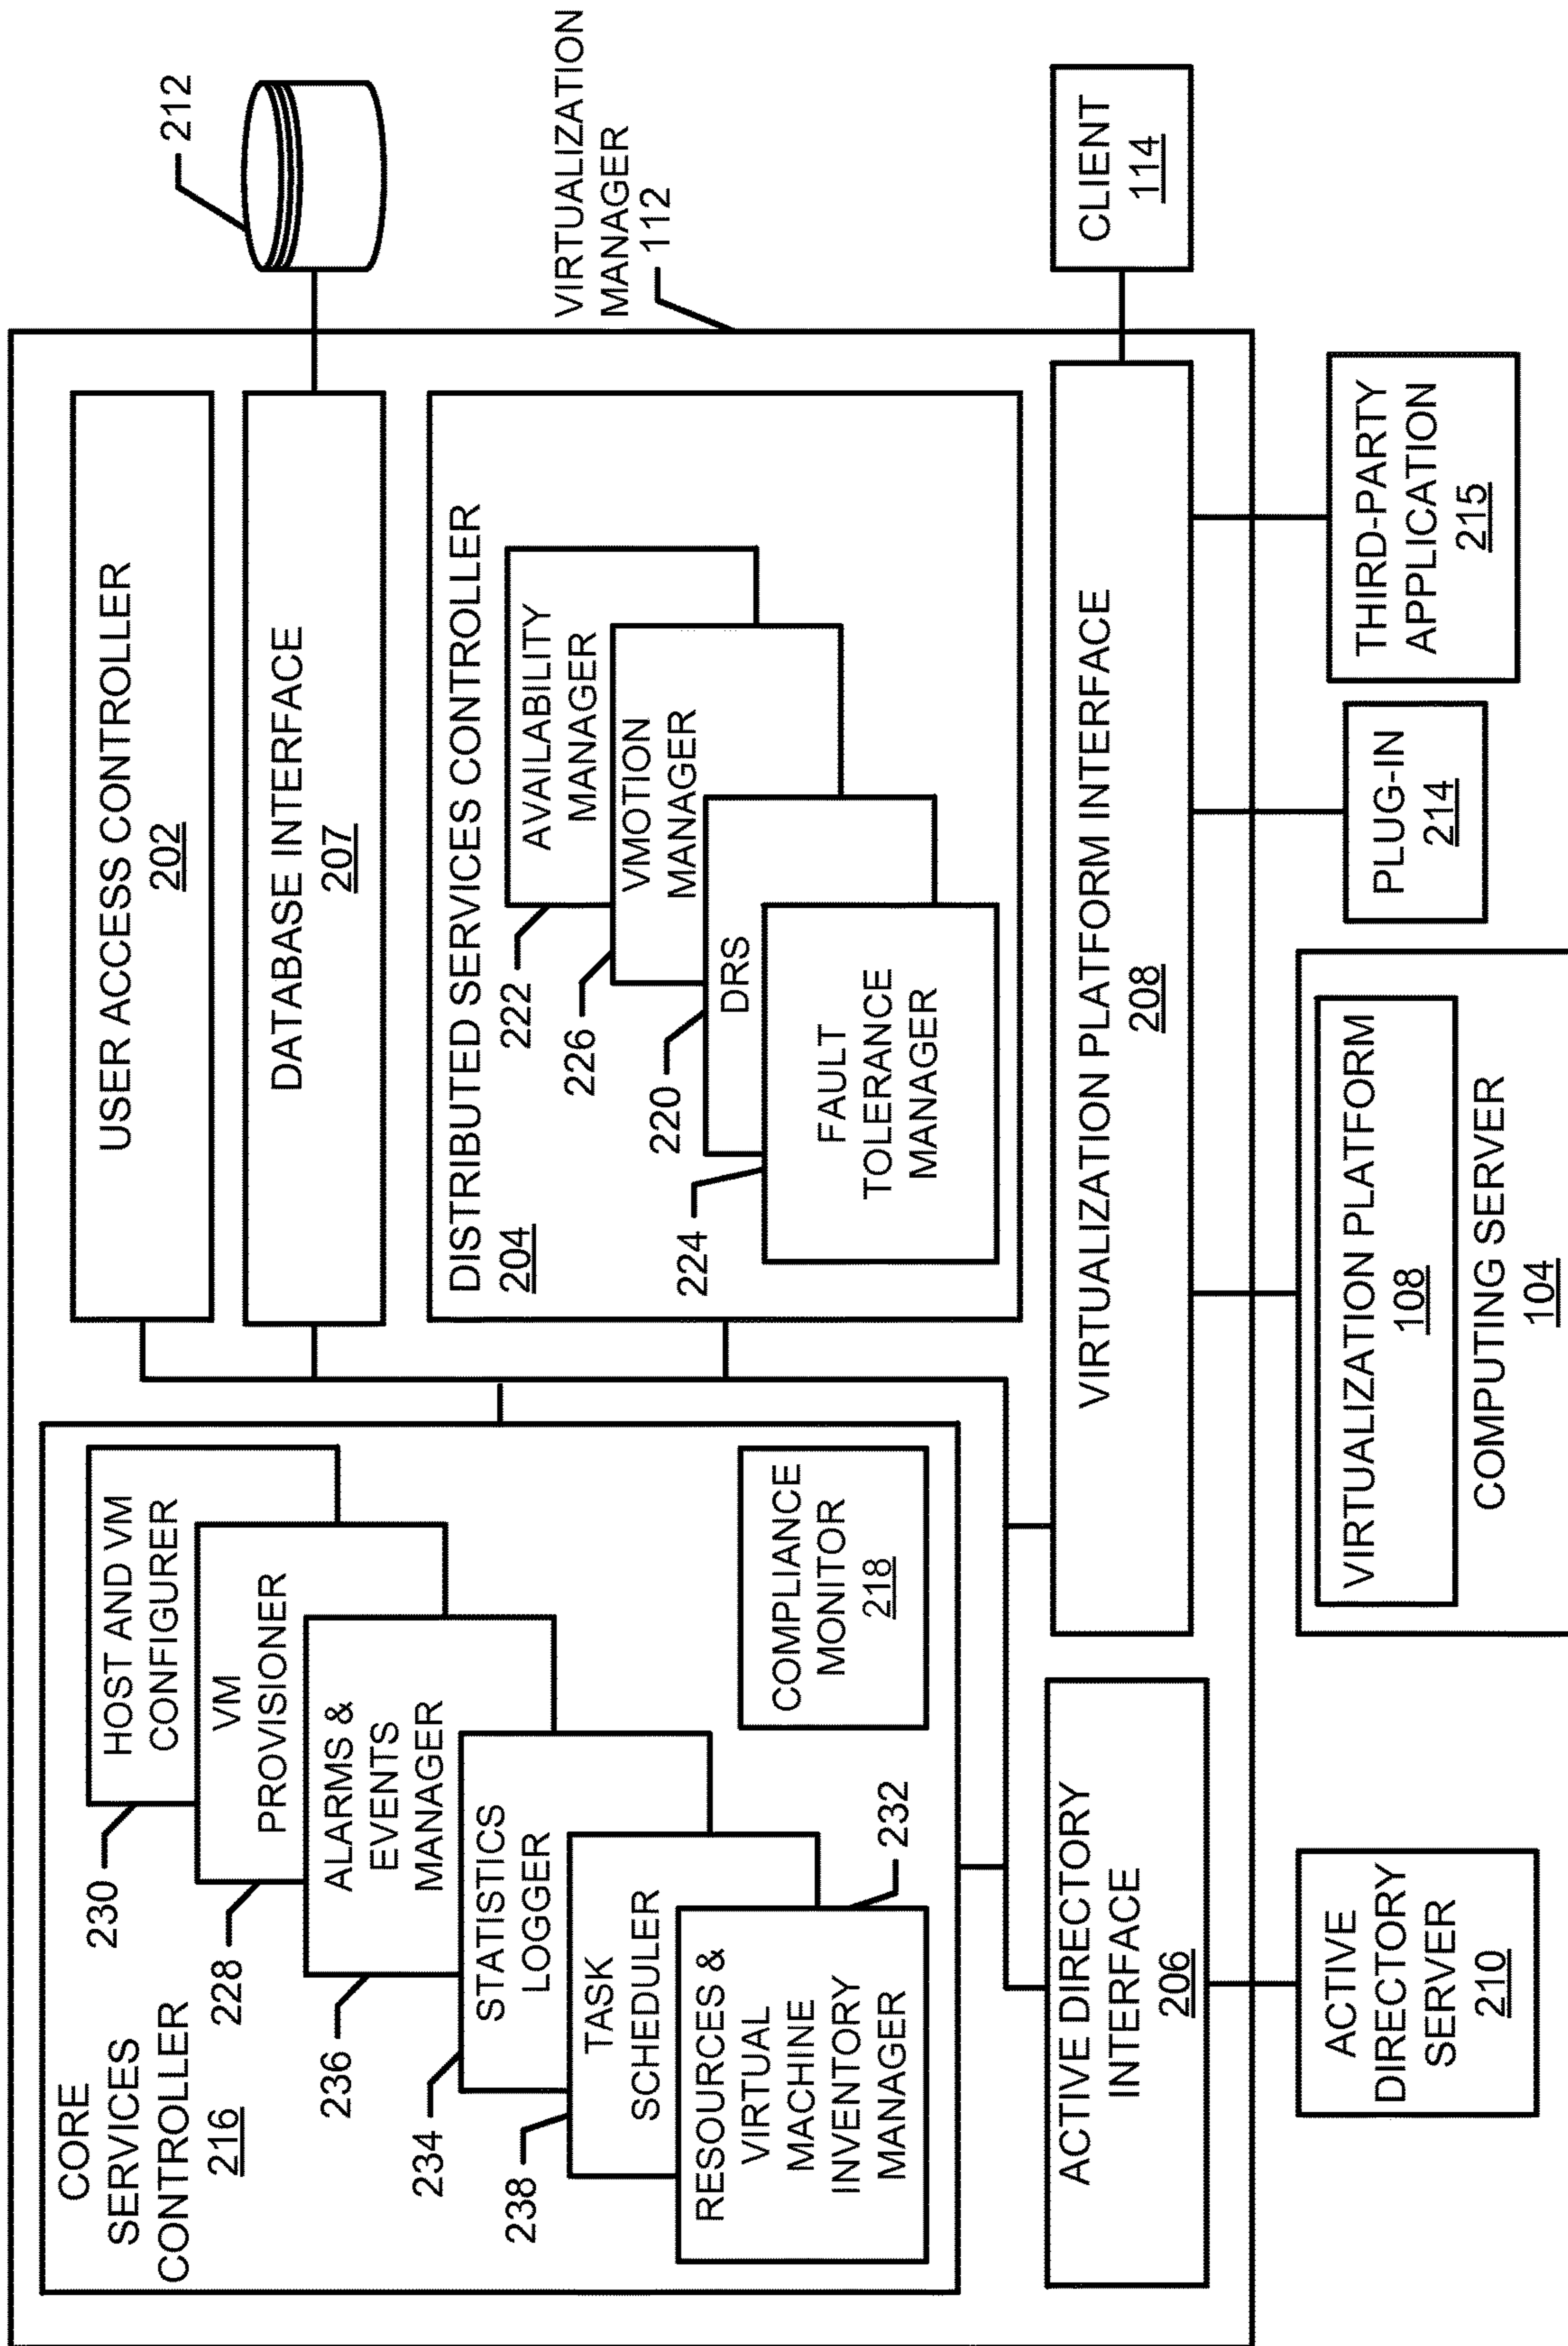 CORE
SERVICES
CONTROLLER
216
230
HOST AND VM
CONFIGURER
228
VM
PROVISIONER
236
ALARMS &
EVENTS
MANAGER
234
STATISTICS
LOGGER
238
TASK
SCHEDULER
RESOURCES &
VIRTUAL
MACHINE
INVENTORY
MANAGER
232
COMPLIANCE
MONITOR
218
USER ACCESS CONTROLLER
202
DATABASE INTERFACE
207
212
DISTRIBUTED SERVICES CONTROLLER
204
222
AVAILABILITY
MANAGER
226
VMOTION
MANAGER
220
DRS
224
FAULT
TOLERANCE
MANAGER
VIRTUALIZATION
MANAGER
112
ACTIVE DIRECTORY
INTERFACE
206
VIRTUALIZATION PLATFORM INTERFACE
208
CLIENT
114
ACTIVE
DIRECTORY
SERVER
210
VIRTUALIZATION PLATFORM
108
COMPUTING SERVER
104
PLUG-IN
214
THIRD-PARTY
APPLICATION
215